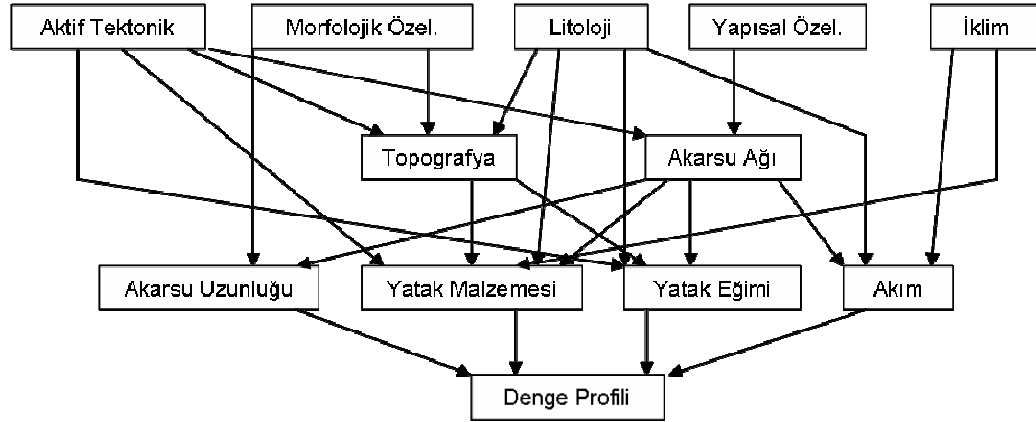 Aktif Tektonik
Morfolojik Özel.
Litoloji
Yapısal Özel.
İklim
Topografya
Akarsu Ağı
Akarsu Uzunluğu
Yatak Malzemesi
Yatak Eğimi
Akım
Denge Profili